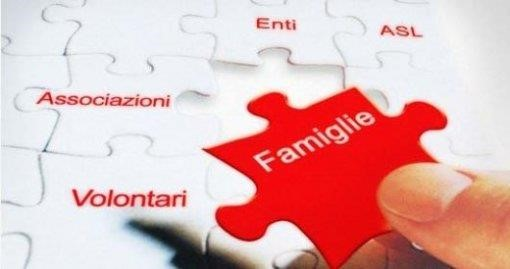 Enti
ASL
Associazioni
Famiglie
Volontari